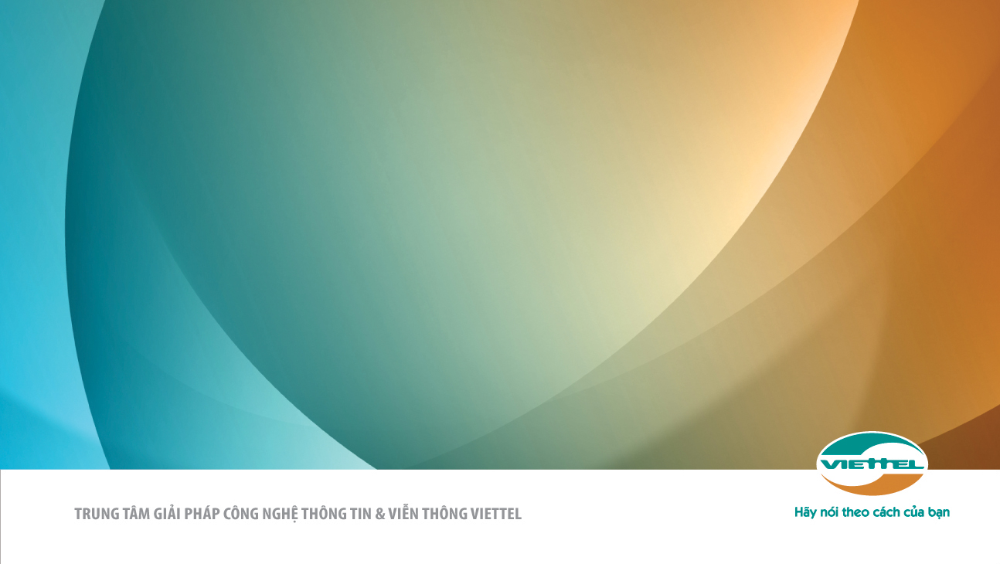 VIETTEL
TRUNG TÂM GIẢI PHÁP CÔNG NGHỆ THÔNG TIN & VIỄN THÔNG VIETTEL
Hãy nói theo cách của bạn